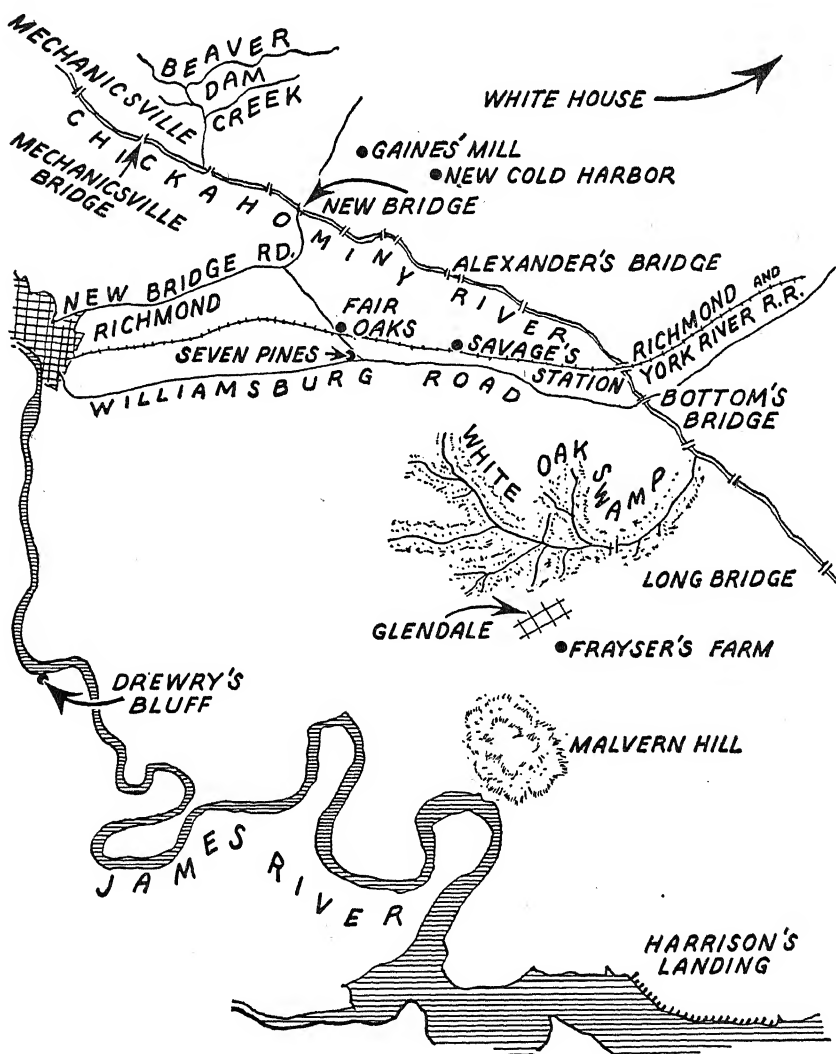 MECHANICSVILLE
BEAVER
DAM
CREEK
WHITE HOUSE
CHICKAHOMINY RIVER
MECHANICSVILLE
BRIDGE
GAINES' MILL
NEW COLD HARBOR
NEW BRIDGE
ALEXANDER'S BRIDGE
NEW BRIDGE RD.
RICHMOND
FAIR
OAKS
RICHMOND AND
YORK RIVER R.R.
SEVEN PINES
SAVAGE'S
STATION
WILLIAMSBURG ROAD
BOTTOM'S
BRIDGE
WHITE OAK SWAMP
LONG BRIDGE
GLENDALE
FRAYSER'S FARM
DREWRY'S
BLUFF
MALVERN HILL
JAMES RIVER
HARRISON'S
LANDING